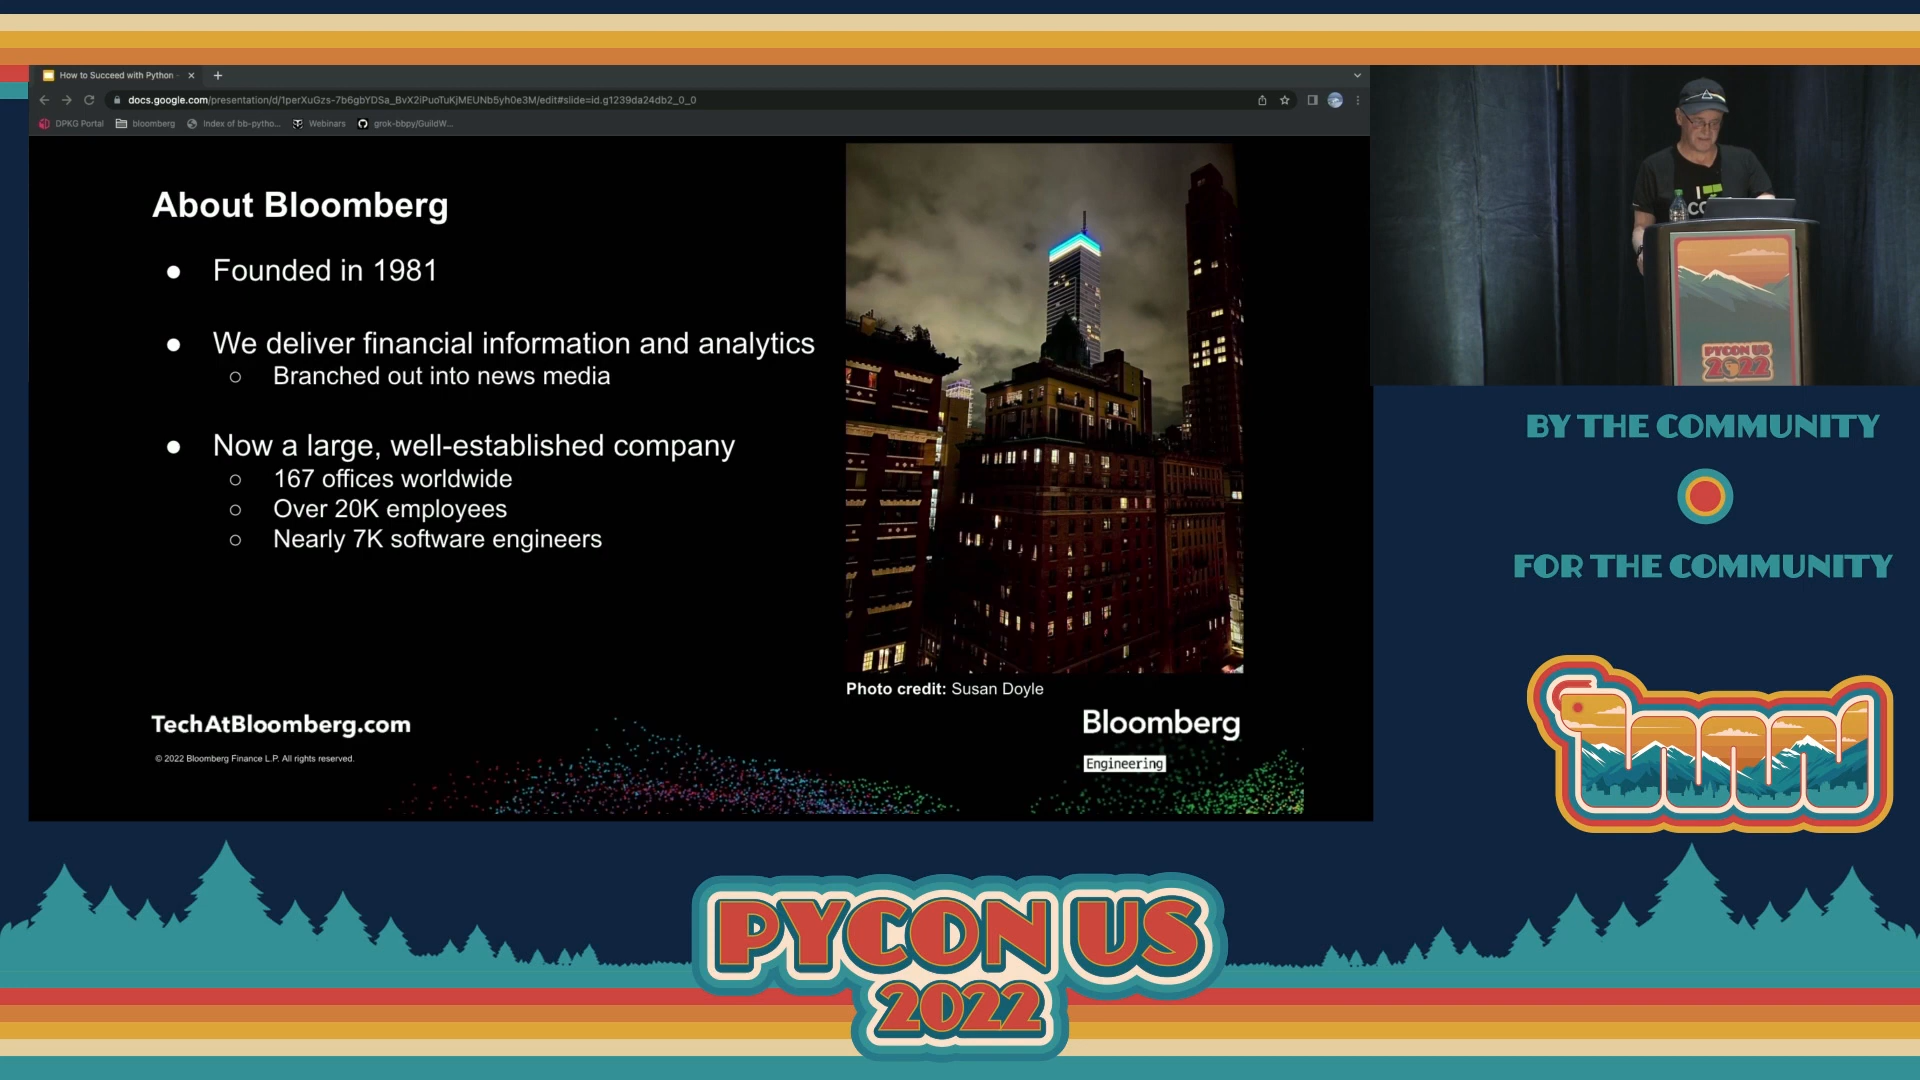 How to Succeed with Python
docs.google.com/presentation/d/1perXuGzs-7b6gbYDSa_BvX2iPuoTuKjMEUNb5yh0e3M/edit#slide=id.g1239da24db2_0_0
DPKG Portal
bloomberg
Index of bb-pytho...
Webinars
grok-bbpy/GuildW...
About Bloomberg
● Founded in 1981
● We deliver financial information and analytics
○ Branched out into news media
● Now a large, well-established company
○ 167 offices worldwide
○ Over 20K employees
○ Nearly 7K software engineers
Photo credit: Susan Doyle
TechAtBloomberg.com
© 2022 Bloomberg Finance L.P. All rights reserved.
Bloomberg
Engineering
I
PYCON US
2022
BY THE COMMUNITY
FOR THE COMMUNITY
PYCON US
2022